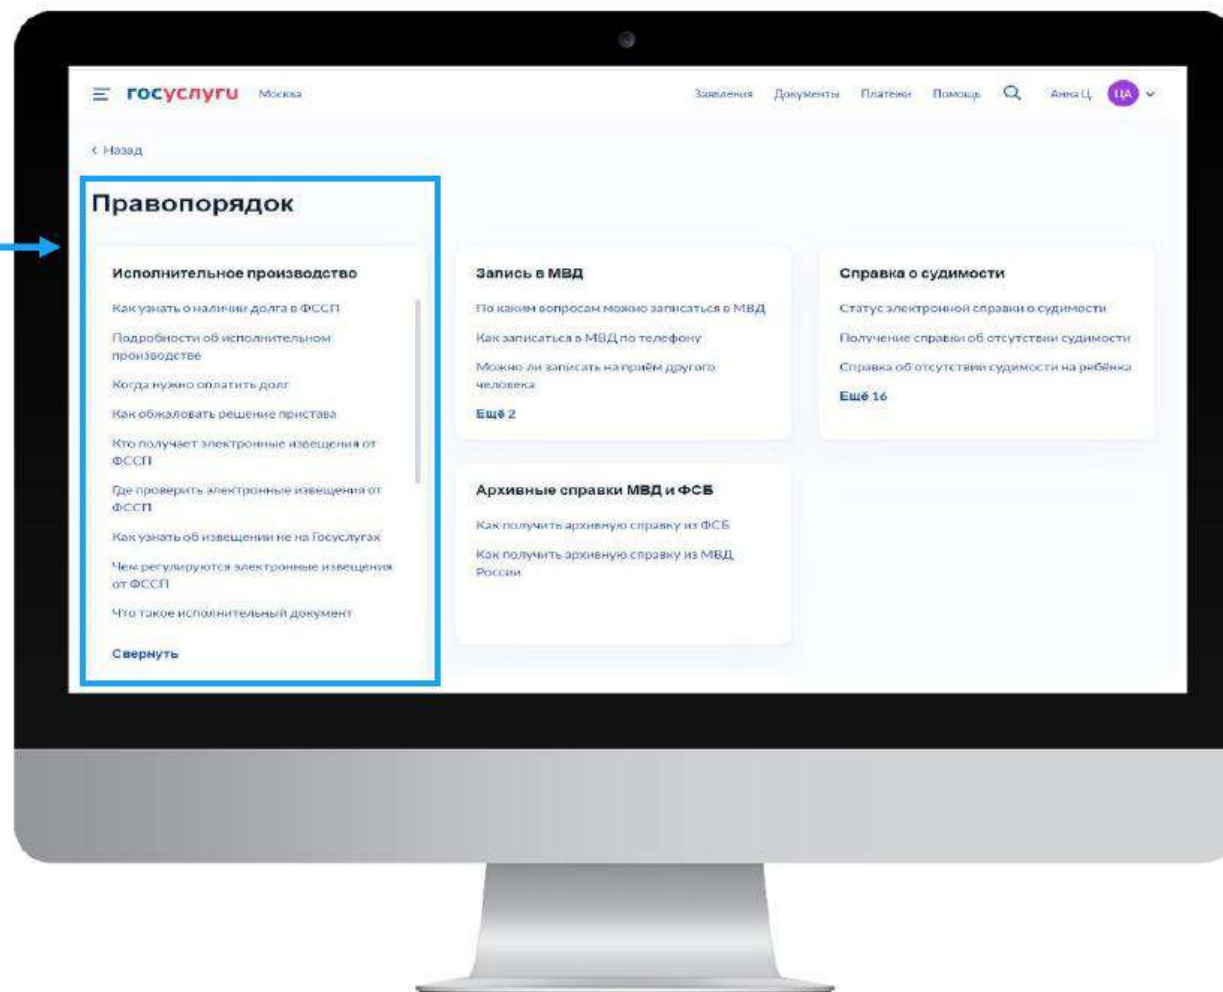 госуслуги Москва Заявления Документы Платежи Помощь Анна Ц. ЦА
Назад
Правопорядок
Исполнительное производство
Как узнать о наличии долга в ФССП
Подробности об исполнительном
производстве
Когда нужно оплатить долг
Как обжаловать решение пристава
Кто получает электронные извещения от
ФССП
Где проверить электронные извещения от
ФССП
Как узнать об извещении не на Госуслугах
Чем регулируются электронные извещения
от ФССП
Что такое исполнительный документ
Свернуть
Запись в МВД
По каким вопросам можно записаться в МВД
Как записаться в МВД по телефону
Можно ли записать на приём другого
человека
Ещё 2
Справка о судимости
Статус электронной справки о судимости
Получение справки об отсутствии судимости
Справка об отсутствии судимости на ребёнка
Ещё 16
Архивные справки МВД и ФСБ
Как получить архивную справку из ФСБ
Как получить архивную справку из МВД
России